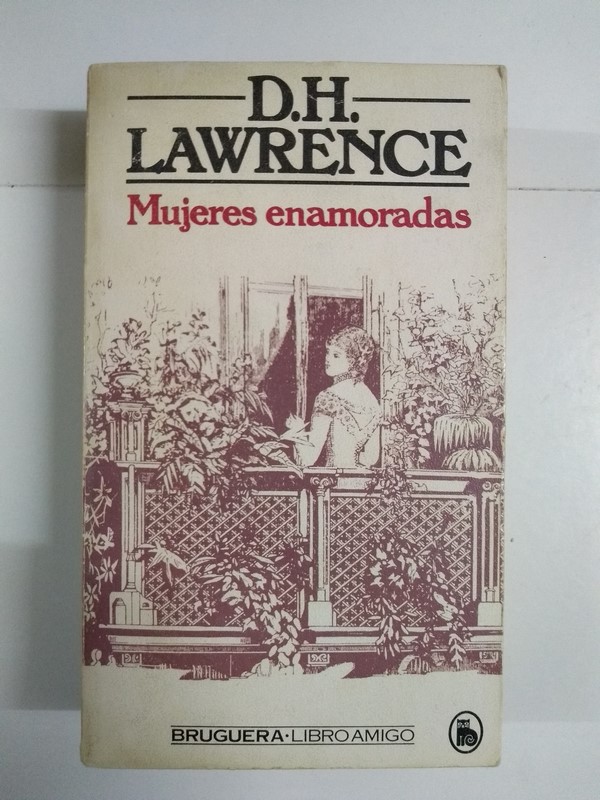 D.H.
LAWRENCE
Mujeres enamoradas
BRUGUERA·LIBRO AMIGO